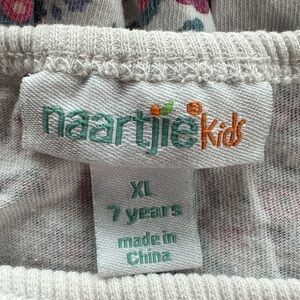 naartjie kids
XL
7 years
made in
China